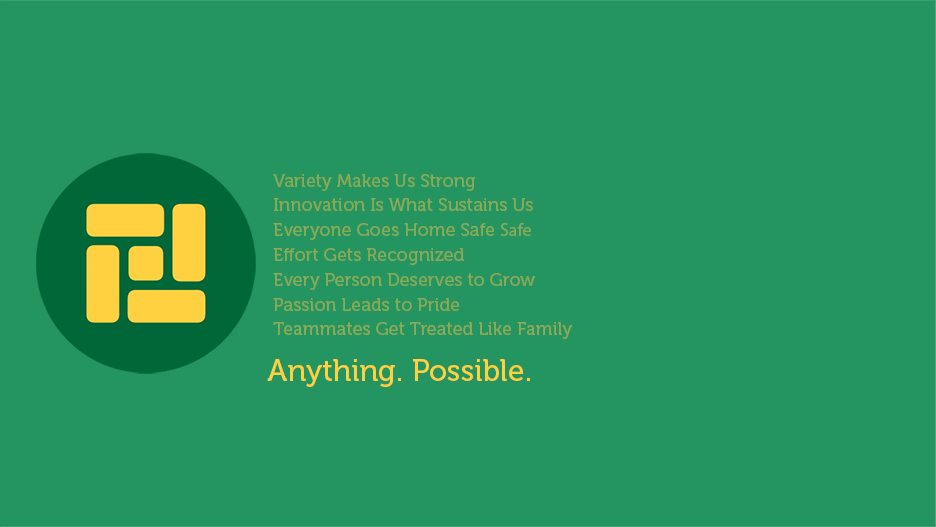 Variety Makes Us Strong
Innovation Is What Sustains Us
Everyone Goes Home Safe Safe
Effort Gets Recognized
Every Person Deserves to Grow
Passion Leads to Pride
Teammates Get Treated Like Family
Anything. Possible.